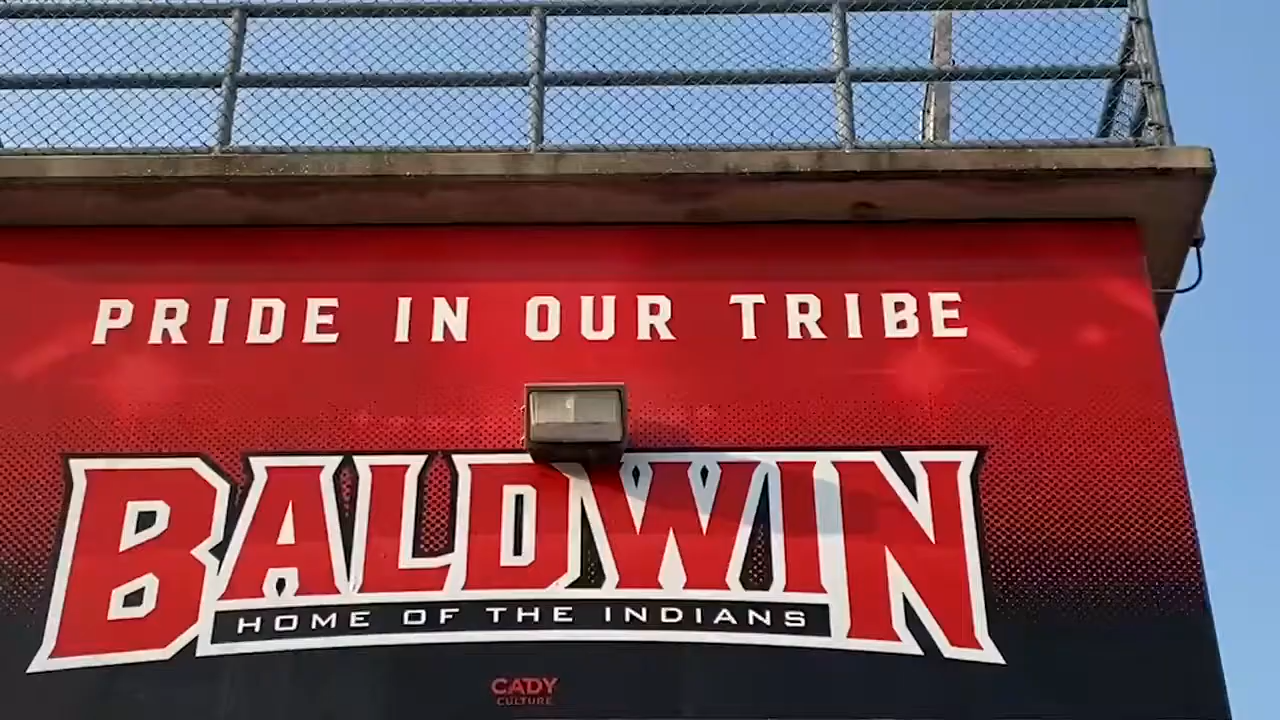 PRIDE IN OUR TRIBE
BALDWIN
HOME OF THE INDIANS
CADY
CULTURE